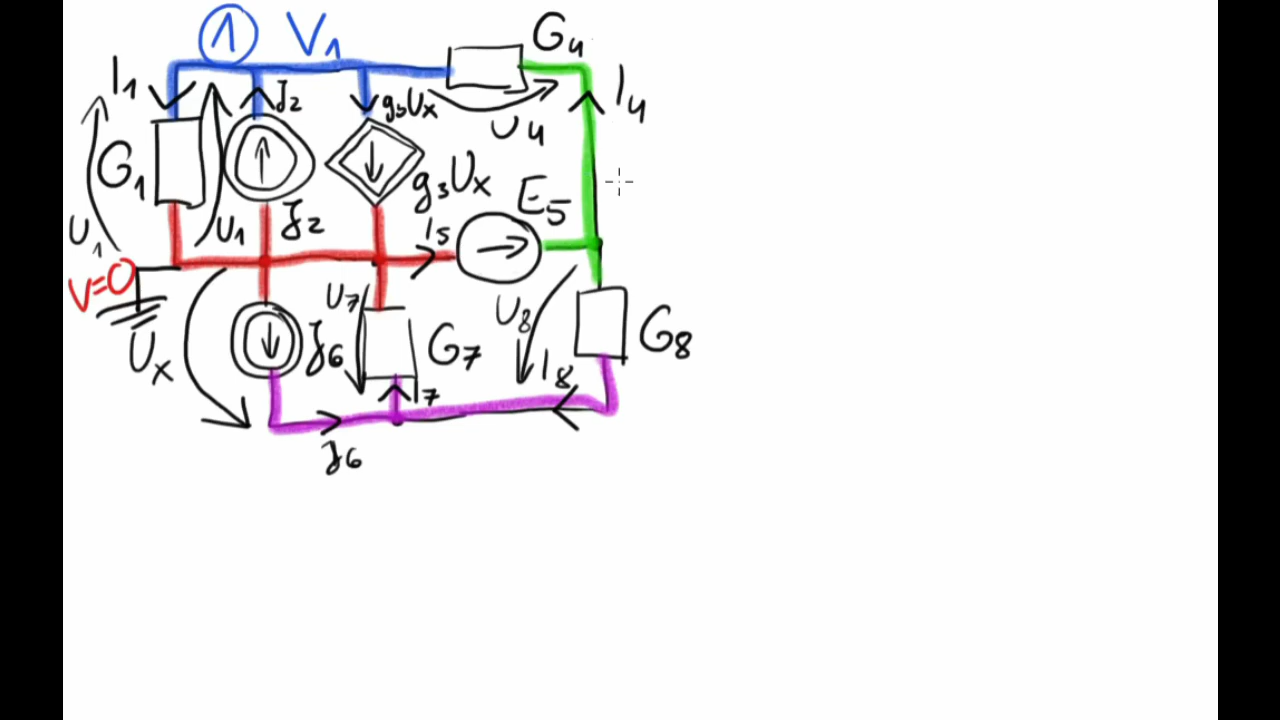 1 V1 G4
I1 J2 g3Ux I4
U4
G1 g3Ux E5
U1 U1 J2 I5
V=0
Ux J6 U7 G7 U8 G8
I7 I8
J6